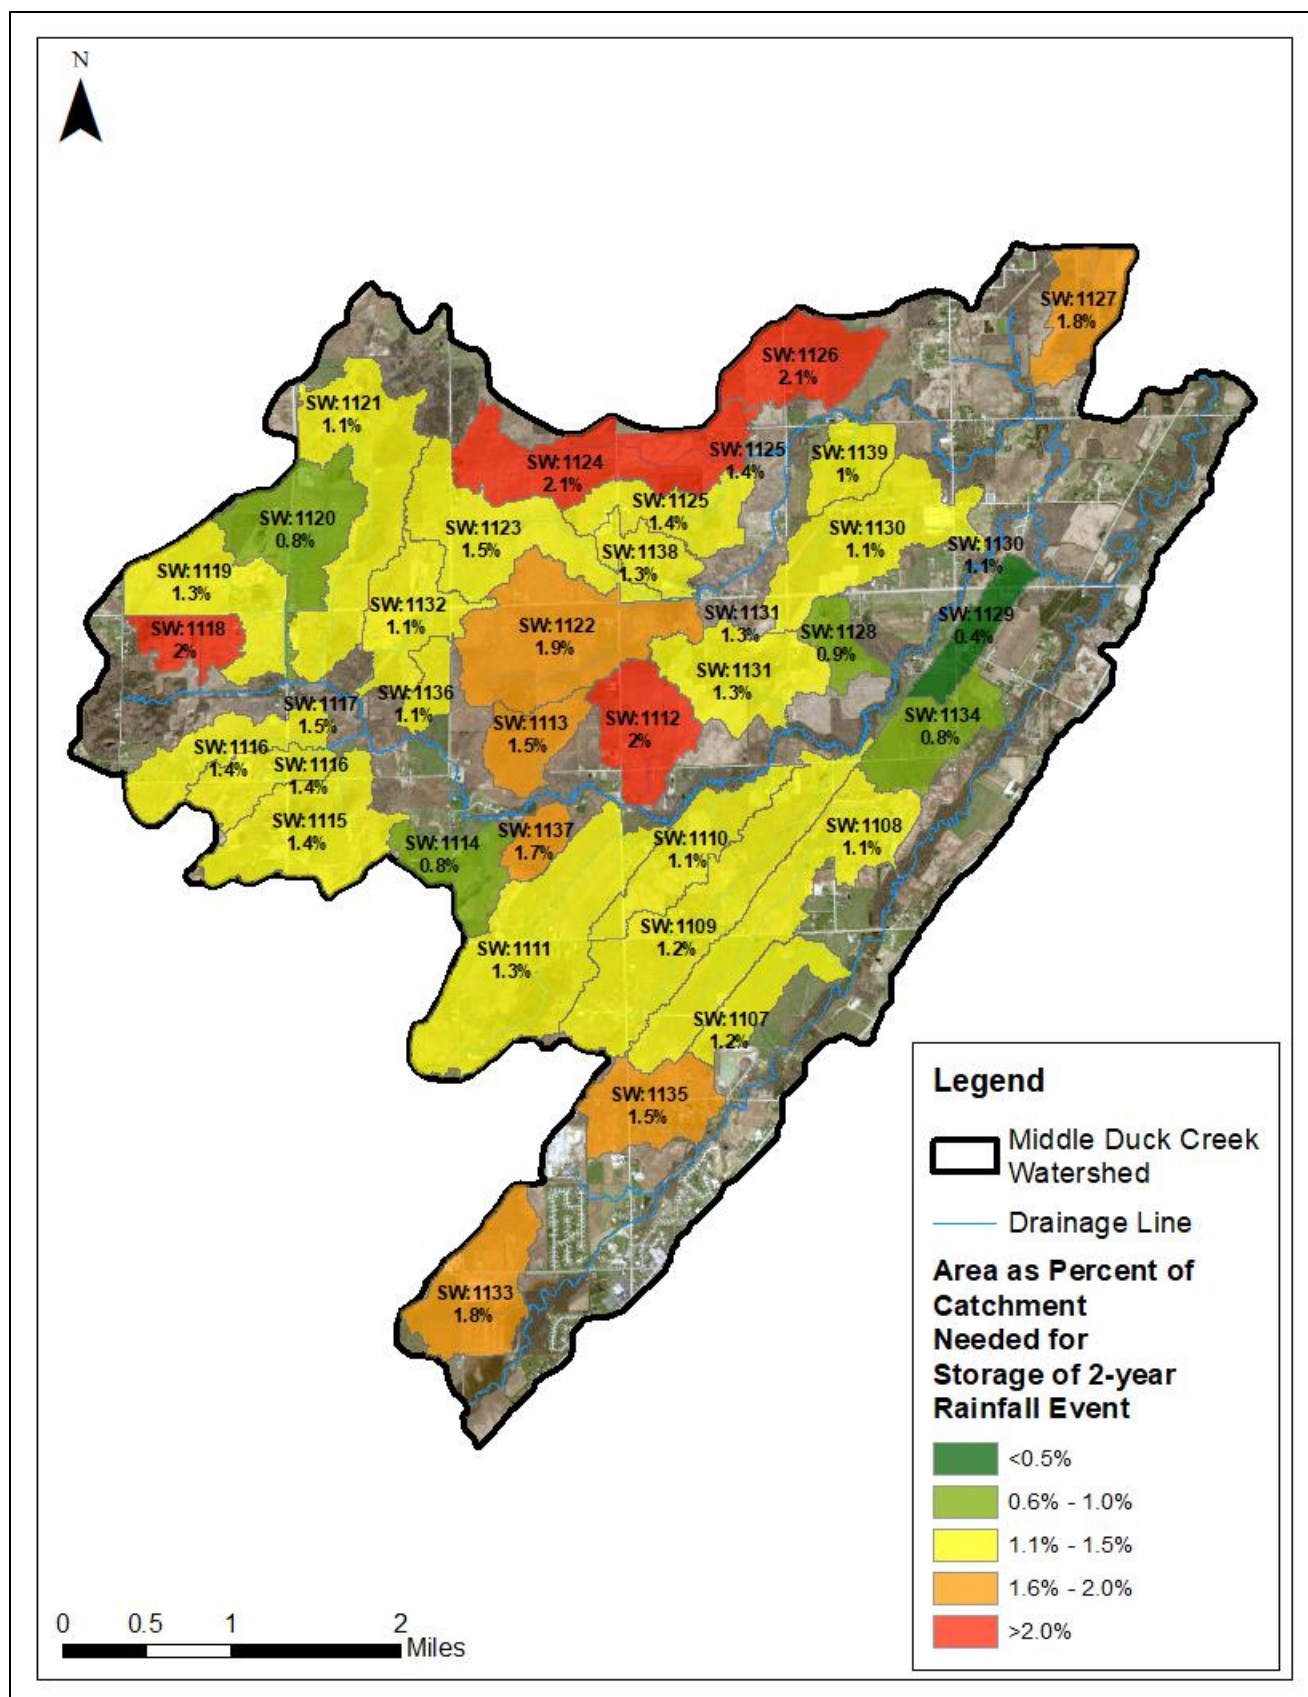 N
SW:1127
1.8%
SW:1126
2.1%
SW:1121
1.1%
SW:1124
2.1%
SW:1125
1.4%
SW:1139
1%
SW:1125
1.4%
SW:1120
0.8%
SW:1123
1.5%
SW:1130
1.1%
SW:1138
1.3%
SW:1130
1.1%
SW:1119
1.3%
SW:1132
1.1%
SW:1118
2%
SW:1122
1.9%
SW:1131
1.3%
SW:1128
0.9%
SW:1129
0.4%
SW:1131
1.3%
SW:1136
1.1%
SW:1117
1.5%
SW:1113
1.5%
SW:1112
2%
SW:1134
0.8%
SW:1116
1.4%
SW:1116
1.4%
SW:1115
1.4%
SW:1114
0.8%
SW:1137
1.7%
SW:1110
1.1%
SW:1108
1.1%
SW:1111
1.3%
SW:1109
1.2%
SW:1107
1.2%
SW:1135
1.5%
SW:1133
1.8%
Legend
Middle Duck Creek
Watershed
Drainage Line
Area as Percent of
Catchment
Needed for
Storage of 2-year
Rainfall Event
<0.5%
0.6% - 1.0%
1.1% - 1.5%
1.6% - 2.0%
>2.0%
0 0.5 1 2
Miles